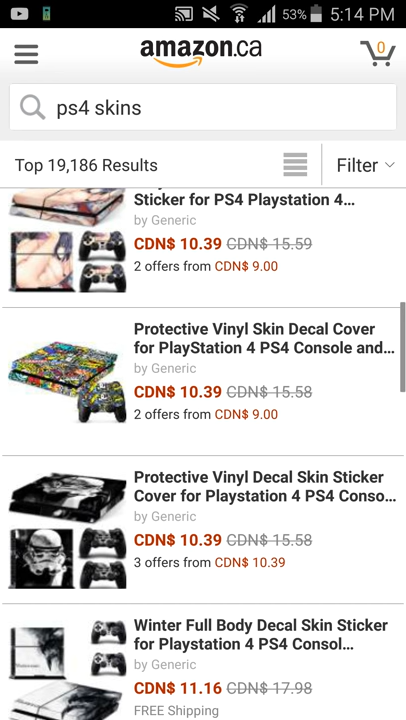 53% 5:14 PM
amazon.ca
0
ps4 skins
Top 19,186 Results
Filter
Sticker for PS4 Playstation 4...
by Generic
CDN$ 10.39 CDN$ 15.59
2 offers from CDN$ 9.00
Protective Vinyl Skin Decal Cover
for PlayStation 4 PS4 Console and...
by Generic
CDN$ 10.39 CDN$ 15.58
2 offers from CDN$ 9.00
Protective Vinyl Decal Skin Sticker
Cover for Playstation 4 PS4 Conso...
by Generic
CDN$ 10.39 CDN$ 15.58
3 offers from CDN$ 10.39
Winter Full Body Decal Skin Sticker
for Playstation 4 PS4 Consol...
by Generic
CDN$ 11.16 CDN$ 17.98
FREE Shipping